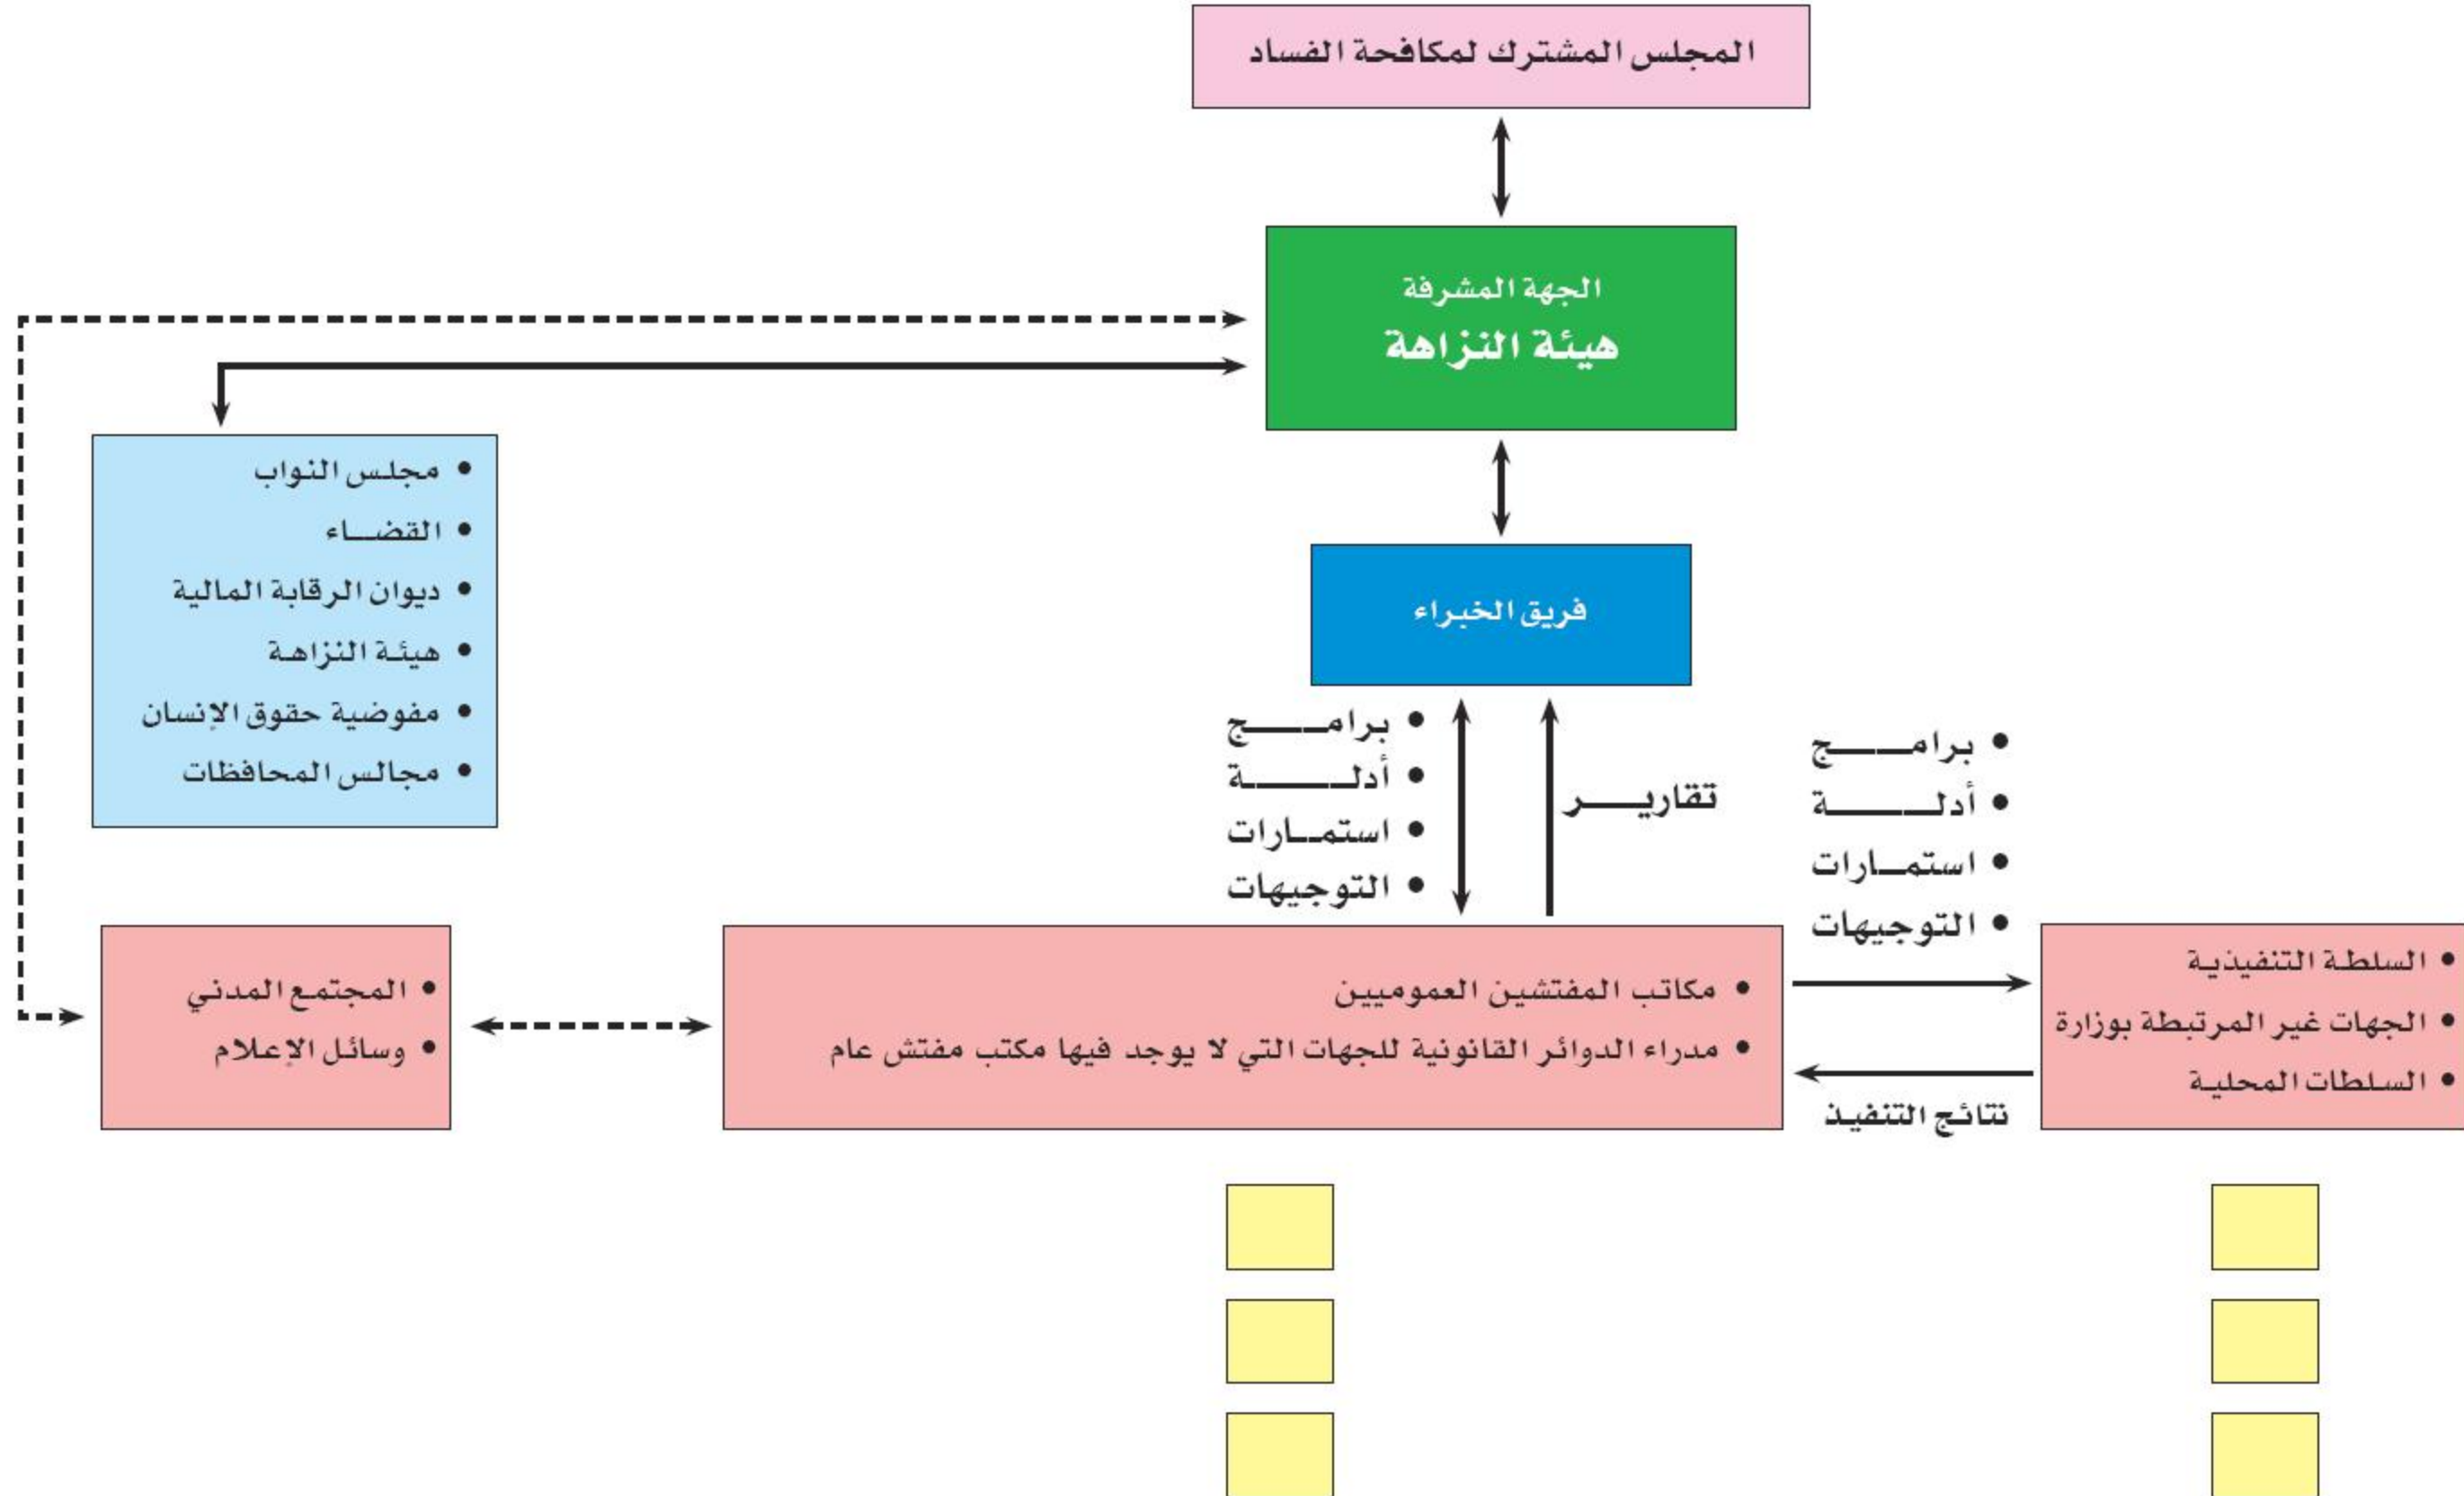 المجلس المشترك لمكافحة الفساد
الجهة المشرفة
هيئة النزاهة
• مجلس النواب
• القضاء
• ديوان الرقابة المالية
• هيئة النزاهة
• مفوضية حقوق الإنسان
• مجالس المحافظات
فريق الخبراء
• برامج
• أدلة
• استمارات
• التوجيهات
تقارير
• برامج
• أدلة
• استمارات
• التوجيهات
• السلطة التنفيذية
• الجهات غير المرتبطة بوزارة
• السلطات المحلية
نتائج التنفيذ
• مكاتب المفتشين العموميين
• مدراء الدوائر القانونية للجهات التي لا يوجد فيها مكتب مفتش عام
• المجتمع المدني
• وسائل الإعلام